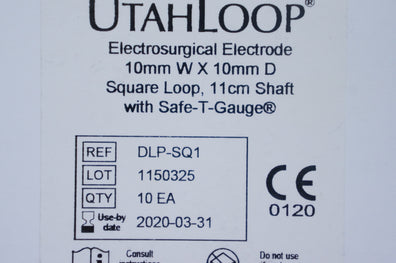 UTAHLOOP®
Electrosurgical Electrode
10mm W X 10mm D
Square Loop, 11cm Shaft
with Safe-T-Gauge®
REF DLP-SQ1
LOT 1150325
QTY 10 EA
Use-by date 2020-03-31
CE
0120
Consult
Do not use